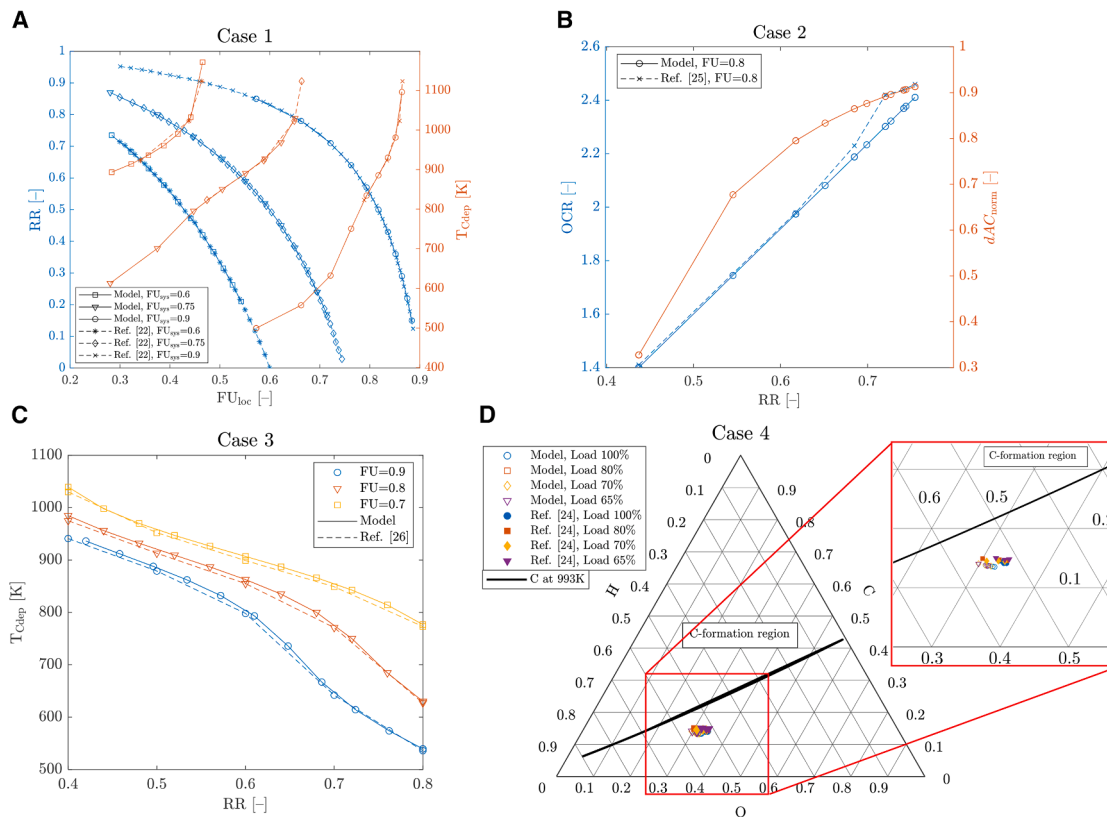 A
Case 1
1
0.9
0.8
0.7
0.6
0.5
0.4
0.3
0.2
0.1
0
RR [–]
1100
1000
900
800
700
600
500
400
T_Cdep [K]
Model, FU_sys=0.6
Model, FU_sys=0.75
Model, FU_sys=0.9
Ref. [22], FU_sys=0.6
Ref. [22], FU_sys=0.75
Ref. [22], FU_sys=0.9
0.2 0.3 0.4 0.5 0.6 0.7 0.8 0.9
FU_loc [–]
B
Case 2
2.6
2.4
2.2
2
1.8
1.6
1.4
OCR [–]
Model, FU=0.8
Ref. [25], FU=0.8
1
0.9
0.8
0.7
0.6
0.5
0.4
0.3
dAC_norm [–]
0.4 0.5 0.6 0.7
RR [–]
C
Case 3
1100
1000
900
800
700
600
500
T_Cdep [K]
FU=0.9
FU=0.8
FU=0.7
Model
Ref. [26]
0.4 0.5 0.6 0.7 0.8
RR [–]
D
Case 4
Model, Load 100%
Model, Load 80%
Model, Load 70%
Model, Load 65%
Ref. [24], Load 100%
Ref. [24], Load 80%
Ref. [24], Load 70%
Ref. [24], Load 65%
C at 993K
0
0.1
0.2
0.3
0.4
0.5
0.6
0.7
0.8
0.9
H
0.9
0.8
0.7
0.6
0.5
0.4
0.3
0.2
0.1
0
C
C-formation region
0 0.1 0.2 0.3 0.4 0.5 0.6 0.7 0.8 0.9
O
C-formation region
0.6
0.5
0.1
0.3 0.4 0.5
0.4